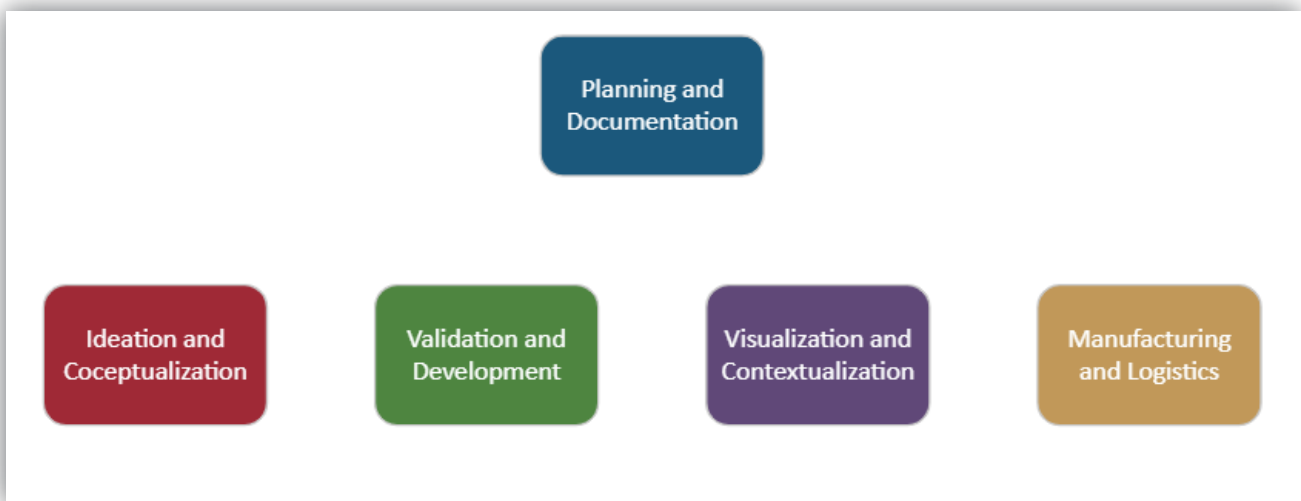 Planning and
Documentation
Ideation and
Coceptualization
Validation and
Development
Visualization and
Contextualization
Manufacturing
and Logistics